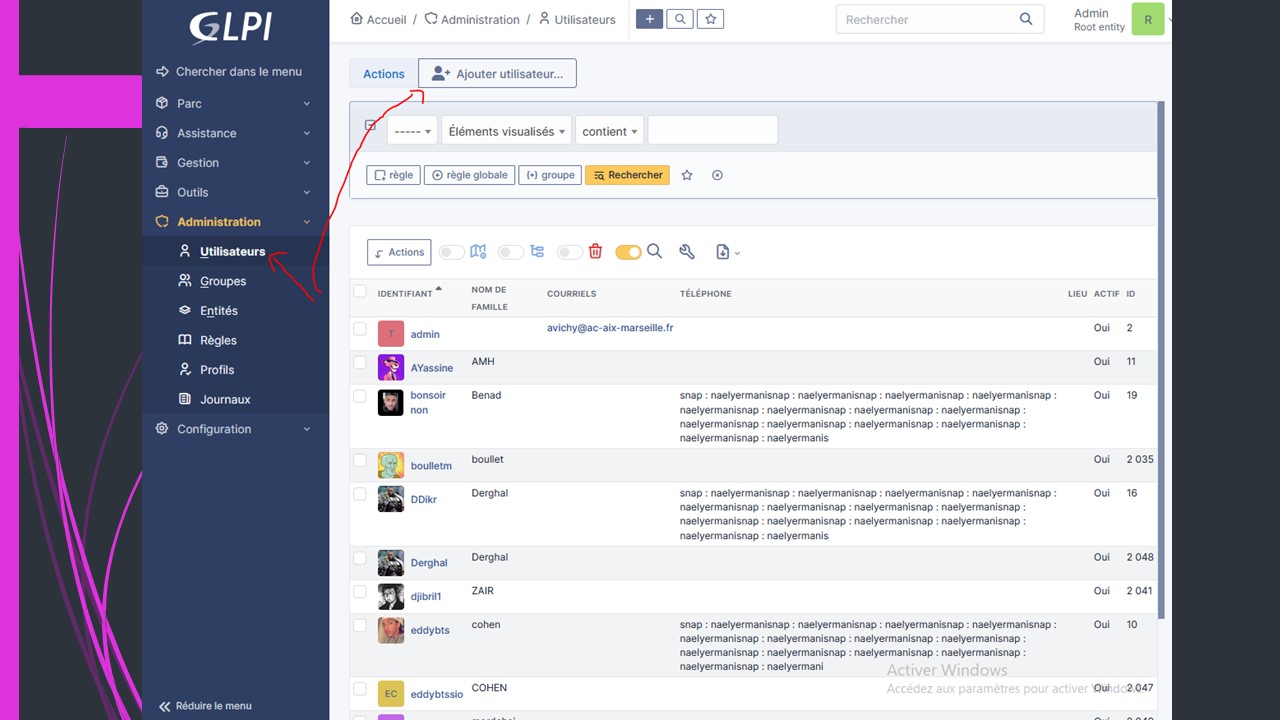 GLPI
Accueil / Administration / Utilisateurs
Rechercher
Admin
Root entity
R
Chercher dans le menu
Parc
Assistance
Gestion
Outils
Administration
Utilisateurs
Groupes
Entités
Règles
Profils
Journaux
Configuration
Réduire le menu
Actions
Ajouter utilisateur...
----- Éléments visualisés contient
règle règle globale groupe Rechercher
Actions
IDENTIFIANT NOM DE FAMILLE COURRIELS TÉLÉPHONE LIEU ACTIF ID
T admin avichy@ac-aix-marseille.fr Oui 2
AYassine AMH Oui 11
bonsoir non Benad Oui 19
snap : naelyermanisnap : naelyermanisnap : naelyermanisnap : naelyermanisnap :
naelyermanisnap : naelyermanisnap : naelyermanisnap : naelyermanisnap :
naelyermanisnap : naelyermanisnap : naelyermanisnap : naelyermanisnap :
naelyermanisnap : naelyermanis
boulletm boullet Oui 2 035
DDikr Derghal Oui 16
snap : naelyermanisnap : naelyermanisnap : naelyermanisnap : naelyermanisnap :
naelyermanisnap : naelyermanisnap : naelyermanisnap : naelyermanisnap :
naelyermanisnap : naelyermanisnap : naelyermanisnap : naelyermanisnap :
naelyermanisnap : naelyermanis
Derghal Derghal Oui 2 048
djibril1 ZAIR Oui 2 041
eddybts cohen Oui 10
snap : naelyermanisnap : naelyermanisnap : naelyermanisnap : naelyermanisnap :
naelyermanisnap : naelyermanisnap : naelyermanisnap : naelyermanisnap :
naelyermanisnap : naelyermanisnap : naelyermanisnap : naelyermanisnap :
naelyermanisnap : naelyermani
Activer Windows
Accédez aux paramètres pour activer Windows.
EC eddybtssio COHEN Oui 2 047